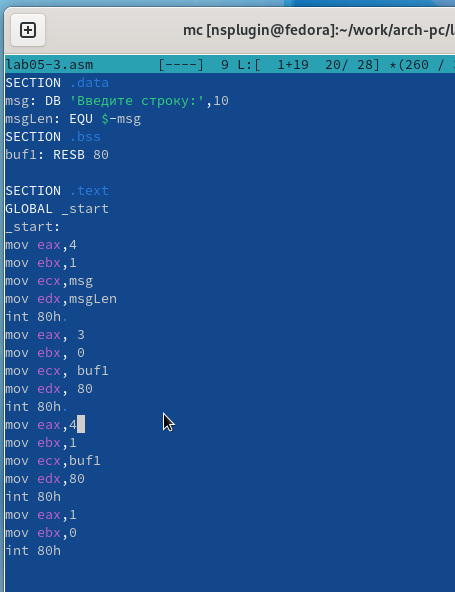 mc [nsplugin@fedora]:~/work/arch-pc/l
lab05-3.asm [----] 9 L:[ 1+19 20/ 28] *(260 /
SECTION .data
msg: DB 'Введите строку:',10
msgLen: EQU $-msg
SECTION .bss
buf1: RESB 80
SECTION .text
GLOBAL _start
_start:
mov eax,4
mov ebx,1
mov ecx,msg
mov edx,msgLen
int 80h.
mov eax, 3
mov ebx, 0
mov ecx, buf1
mov edx, 80
int 80h.
mov eax,4
mov ebx,1
mov ecx,buf1
mov edx,80
int 80h
mov eax,1
mov ebx,0
int 80h